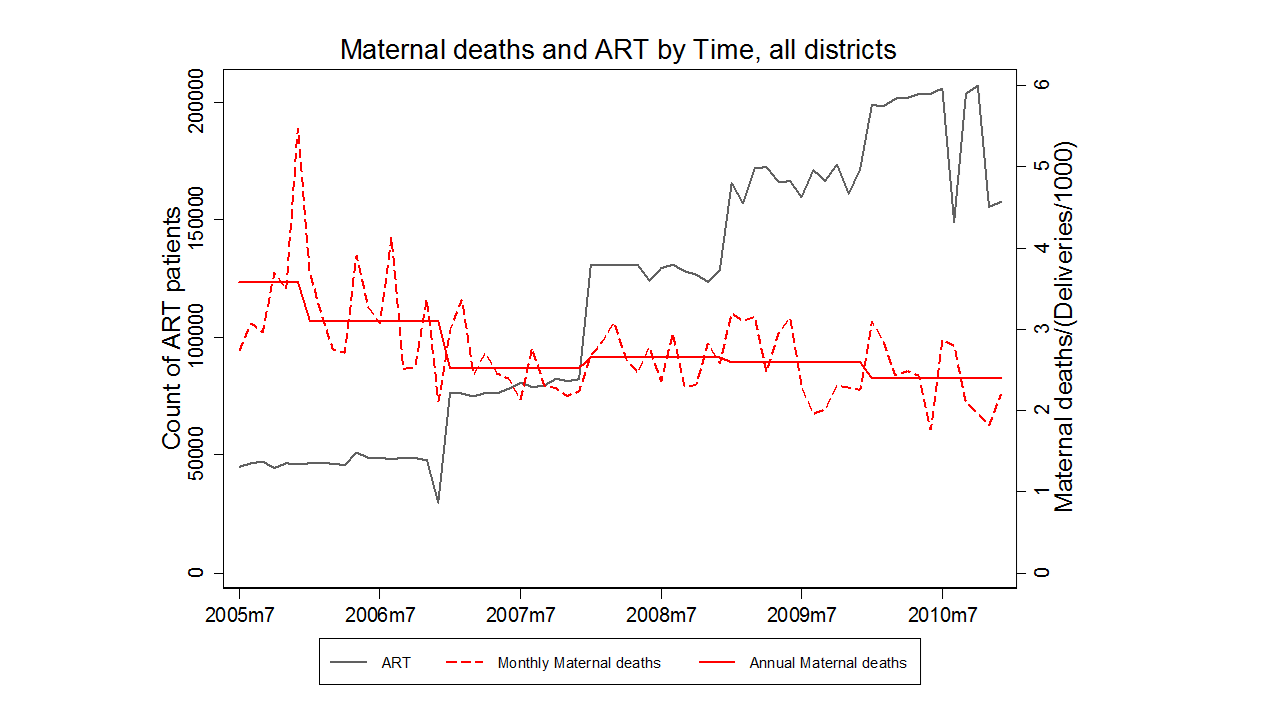 Maternal deaths and ART by Time, all districts
Count of ART patients
200000
150000
100000
50000
0
Maternal deaths/(Deliveries/1000)
6
5
4
3
2
1
0
2005m7 2006m7 2007m7 2008m7 2009m7 2010m7
ART Monthly Maternal deaths Annual Maternal deaths